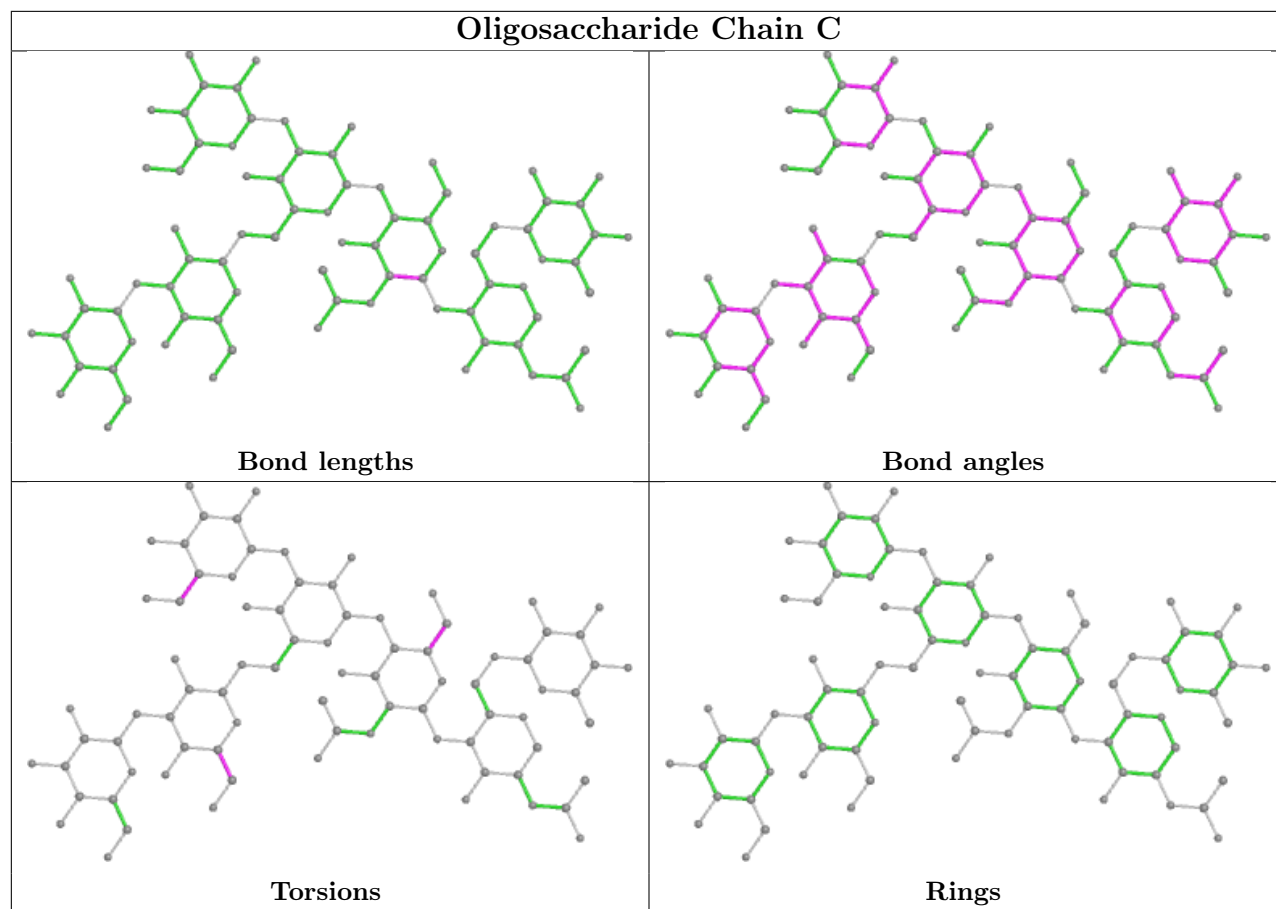 Oligosaccharide Chain C
Bond lengths
Bond angles
Torsions
Rings